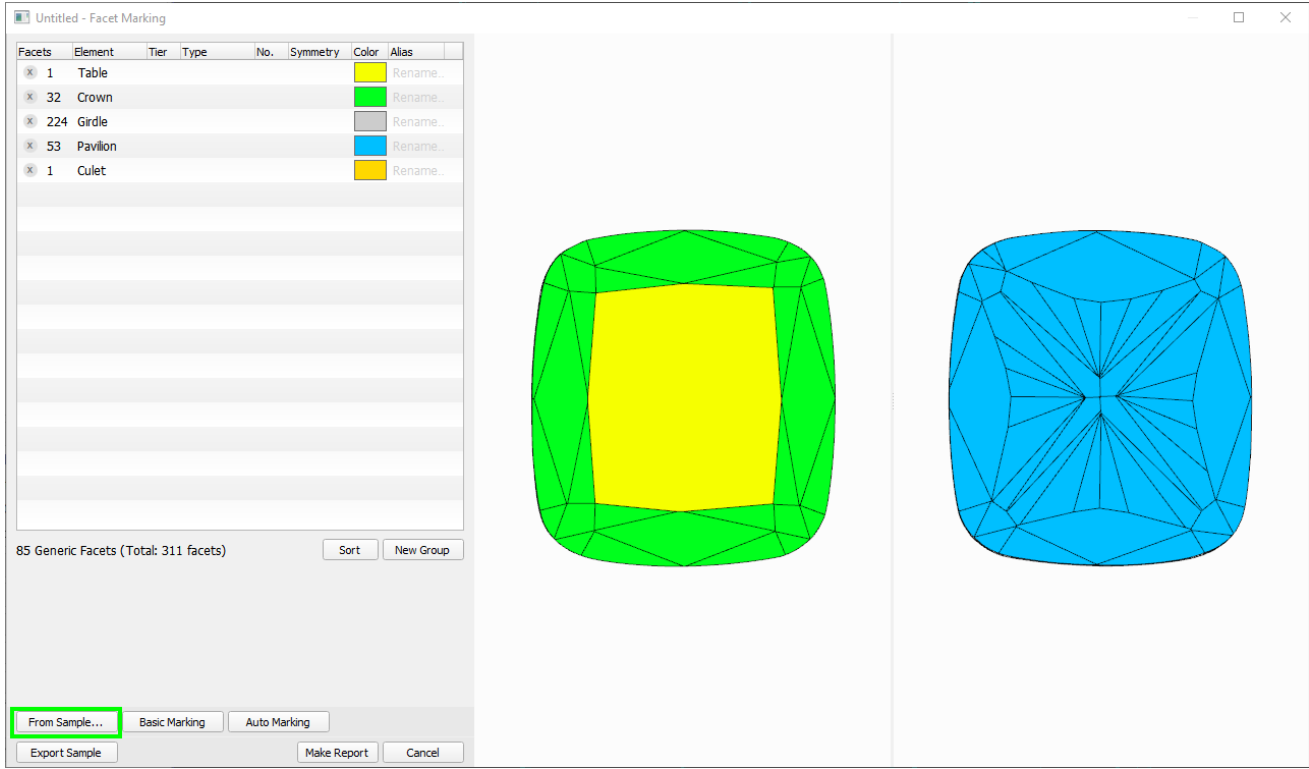 Untitled - Facet Marking
Facets Element Tier Type No. Symmetry Color Alias
x 1 Table Rename..
x 32 Crown Rename..
x 224 Girdle Rename..
x 53 Pavilion Rename..
x 1 Culet Rename..
85 Generic Facets (Total: 311 facets) Sort New Group
From Sample... Basic Marking Auto Marking
Export Sample Make Report Cancel